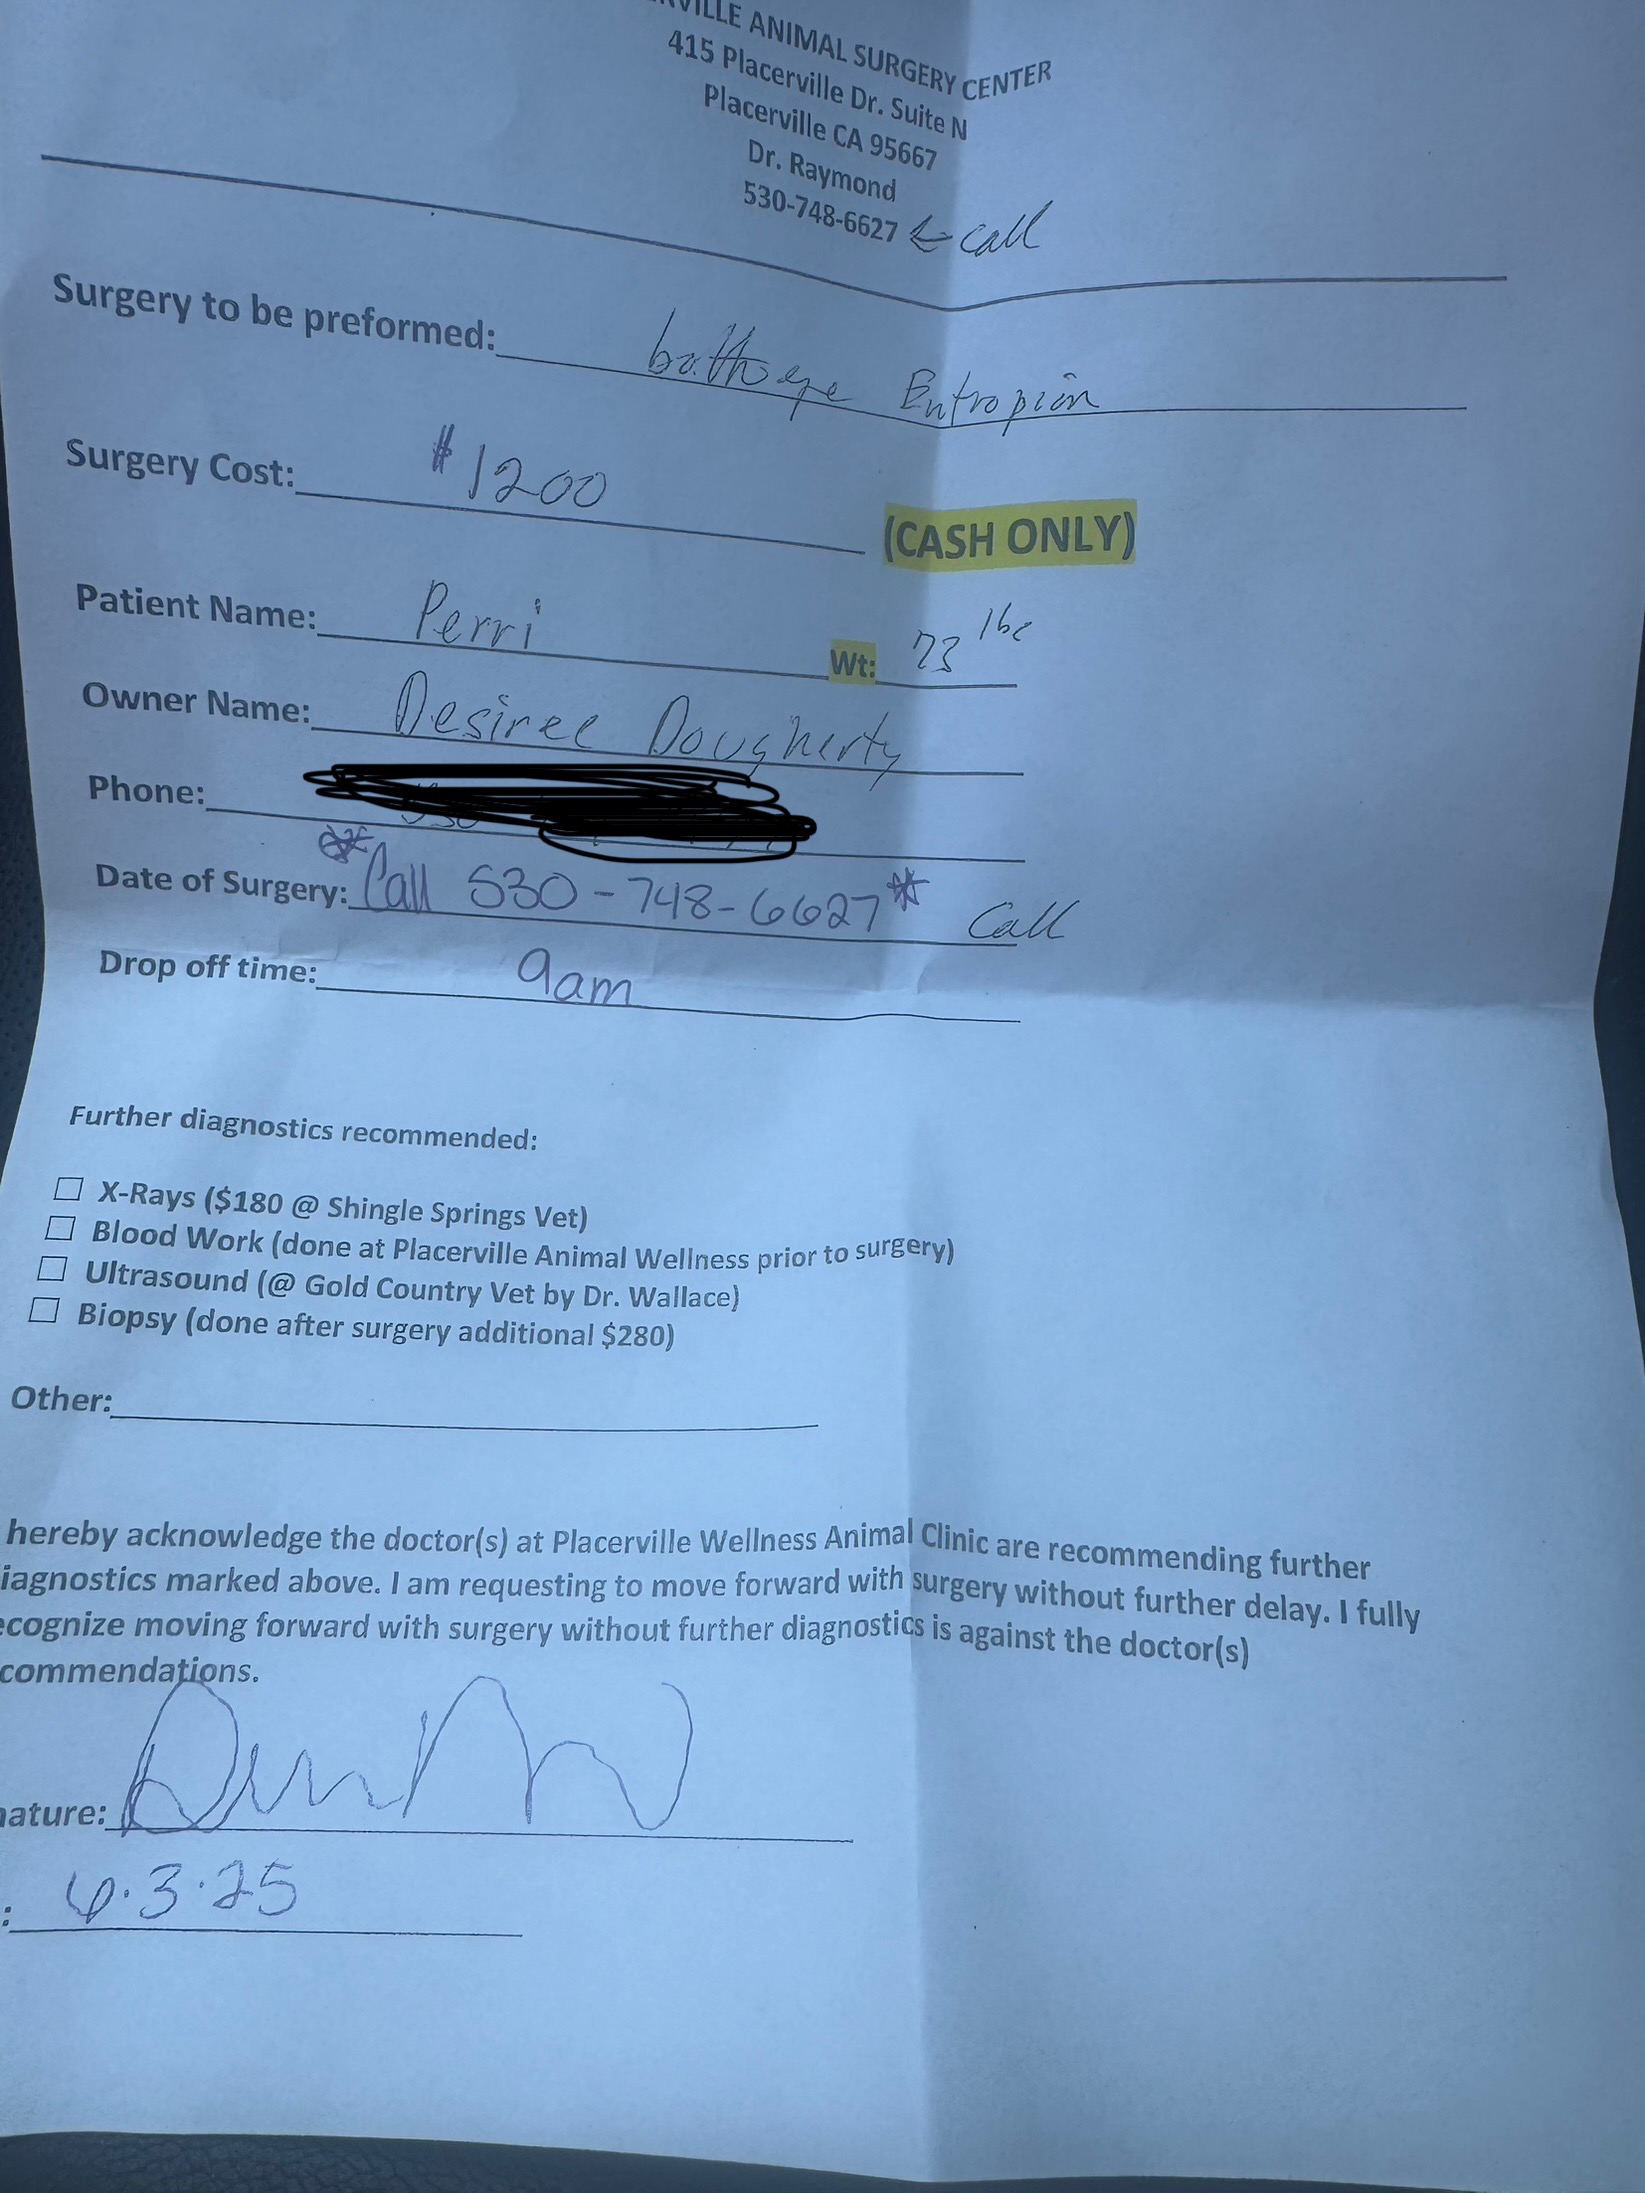 RVILLE ANIMAL SURGERY CENTER
415 Placerville Dr. Suite N
Placerville CA 95667
Dr. Raymond
530-748-6627 ← call
Surgery to be preformed: both eye Entropion
Surgery Cost: $1200 (CASH ONLY)
Patient Name: Perri Wt: 73 lbs
Owner Name: Desiree Dougherty
Phone:
Date of Surgery: *Call 530-748-6627* Call
Drop off time: 9am
Further diagnostics recommended:
☐ X-Rays ($180 @ Shingle Springs Vet)
☐ Blood Work (done at Placerville Animal Wellness prior to surgery)
☐ Ultrasound (@ Gold Country Vet by Dr. Wallace)
☐ Biopsy (done after surgery additional $280)
Other:
hereby acknowledge the doctor(s) at Placerville Wellness Animal Clinic are recommending further
iagnostics marked above. I am requesting to move forward with surgery without further delay. I fully
ecognize moving forward with surgery without further diagnostics is against the doctor(s)
commendations.
nature:
: 6.3.25